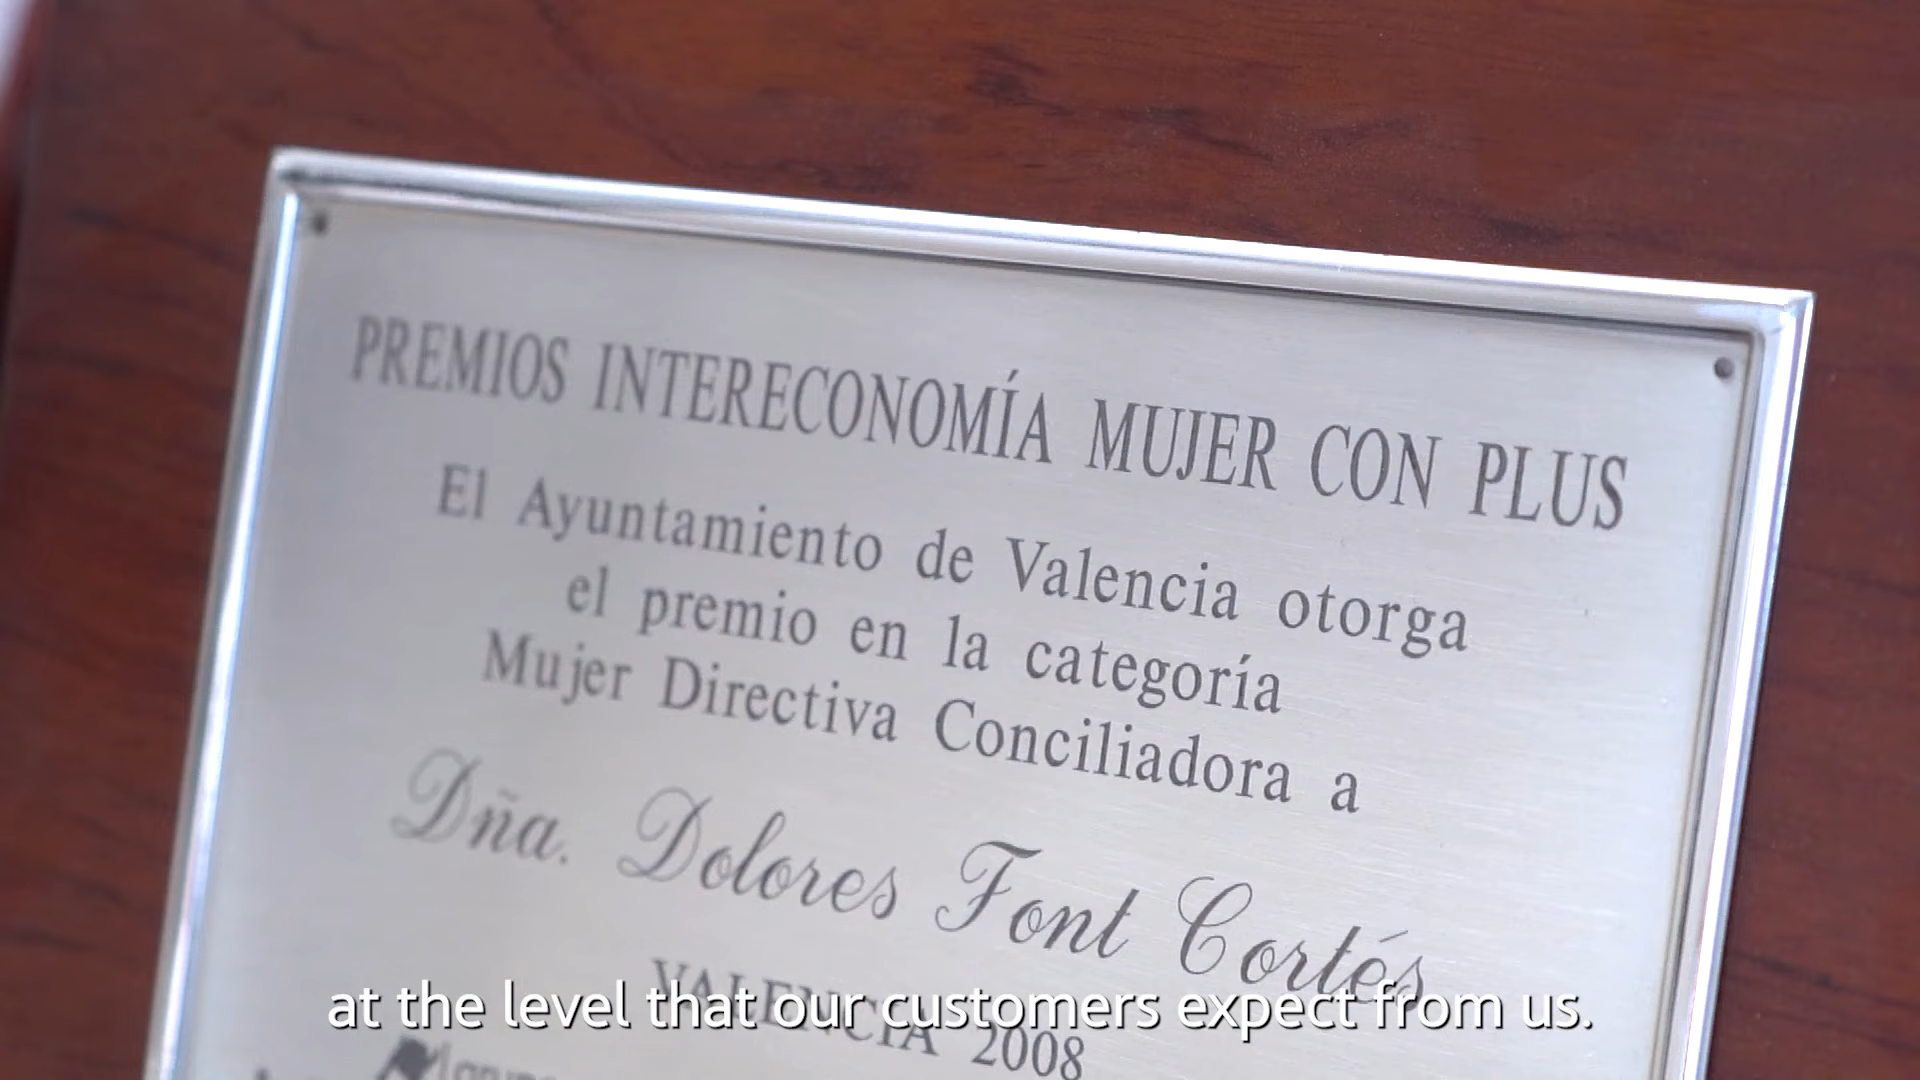 PREMIOS INTERECONOMÍA MUJER CON PLUS
El Ayuntamiento de Valencia otorga
el premio en la categoría
Mujer Directiva Conciliadora a
Dña. Dolores Font Cortés
VALENCIA 2008
at the level that our customers expect from us.